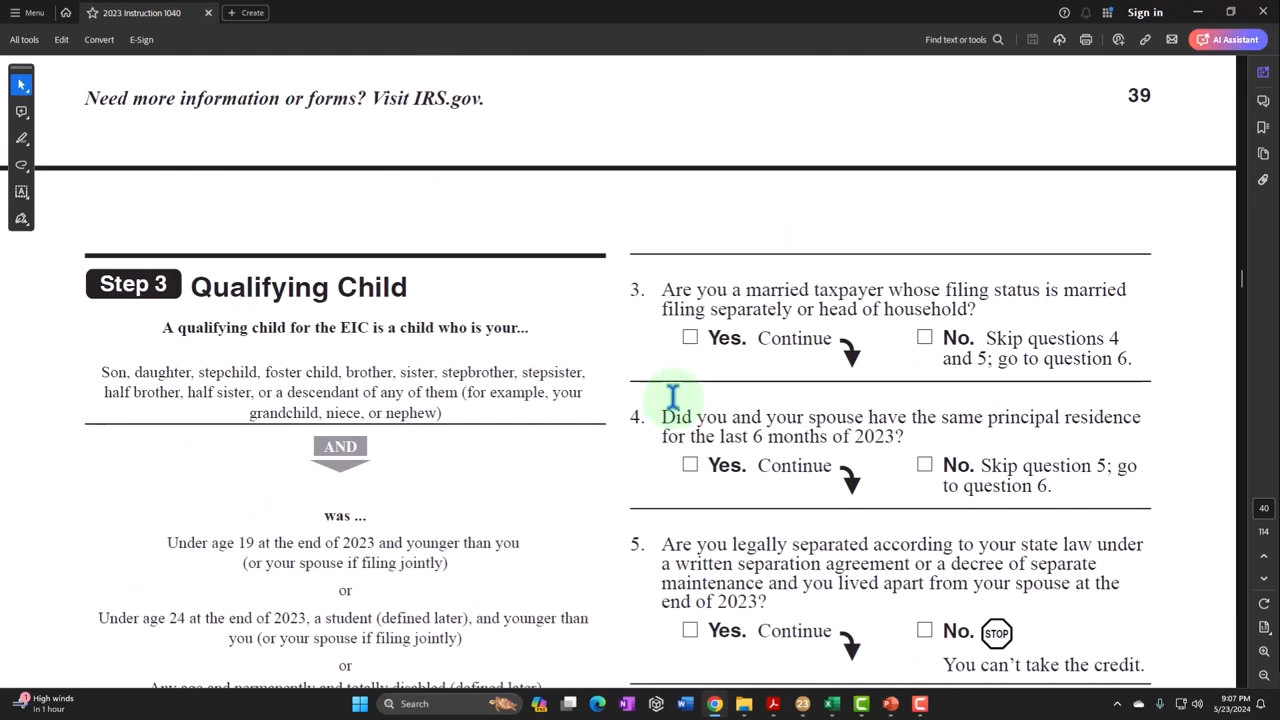 Menu
2023 Instruction 1040
Create
Sign in
All tools
Edit
Convert
E-Sign
Find text or tools
AI Assistant
Need more information or forms? Visit IRS.gov.
39
Step 3 Qualifying Child
A qualifying child for the EIC is a child who is your...
Son, daughter, stepchild, foster child, brother, sister, stepbrother, stepsister,
half brother, half sister, or a descendant of any of them (for example, your
grandchild, niece, or nephew)
AND
was ...
Under age 19 at the end of 2023 and younger than you
(or your spouse if filing jointly)
or
Under age 24 at the end of 2023, a student (defined later), and younger than
you (or your spouse if filing jointly)
or
Any age and permanently and totally disabled (defined later)
3. Are you a married taxpayer whose filing status is married
filing separately or head of household?
Yes. Continue
No. Skip questions 4
and 5; go to question 6.
4. Did you and your spouse have the same principal residence
for the last 6 months of 2023?
Yes. Continue
No. Skip question 5; go
to question 6.
5. Are you legally separated according to your state law under
a written separation agreement or a decree of separate
maintenance and you lived apart from your spouse at the
end of 2023?
Yes. Continue
No. STOP
You can't take the credit.
40
114
1
High winds
In 1 hour
Search
23
9:07 PM
5/23/2024